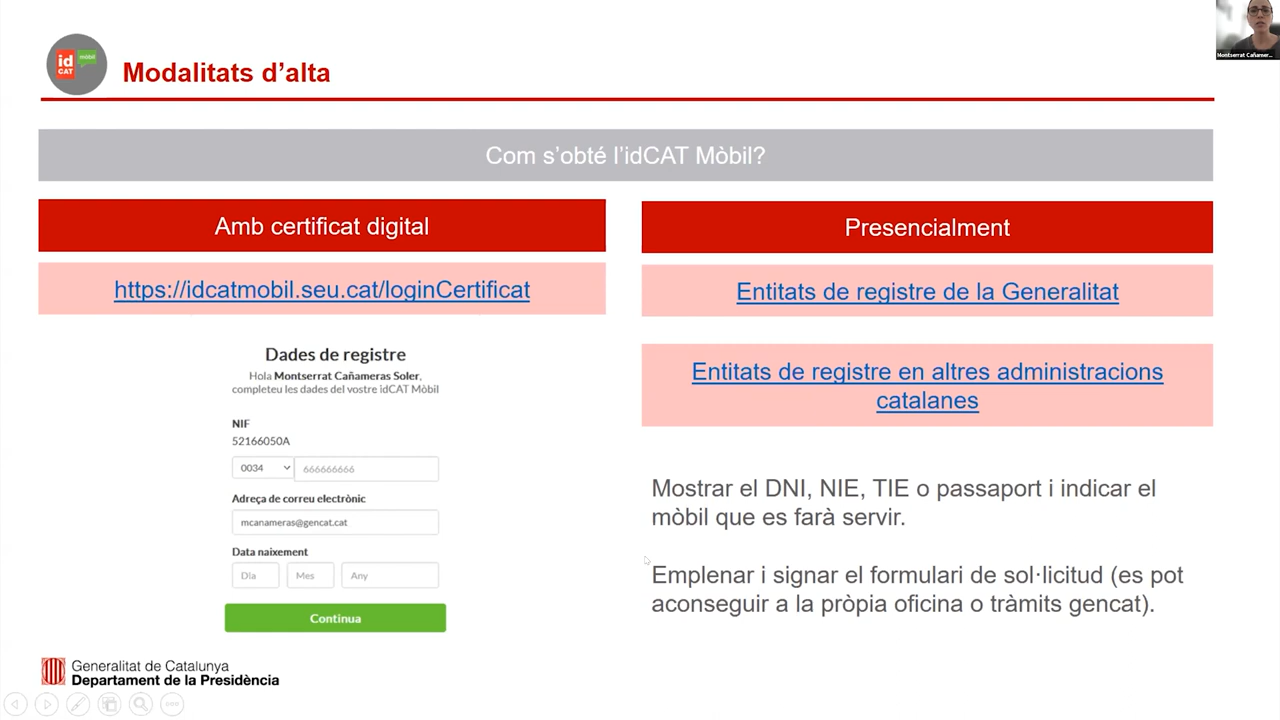 id
CAT
mòbil
Montserrat Cañamer...
Modalitats d’alta
Com s’obté l’idCAT Mòbil?
Amb certificat digital
https://idcatmobil.seu.cat/loginCertificat
Dades de registre
Hola Montserrat Cañameras Soler,
completeu les dades del vostre idCAT Mòbil
NIF
52166050A
0034
666666666
Adreça de correu electrònic
mcanameras@gencat.cat
Data naixement
Dia Mes Any
Continua
Presencialment
Entitats de registre de la Generalitat
Entitats de registre en altres administracions
catalanes
Mostrar el DNI, NIE, TIE o passaport i indicar el
mòbil que es farà servir.
Emplenar i signar el formulari de sol·licitud (es pot
aconseguir a la pròpia oficina o tràmits gencat).
Generalitat de Catalunya
Departament de la Presidència